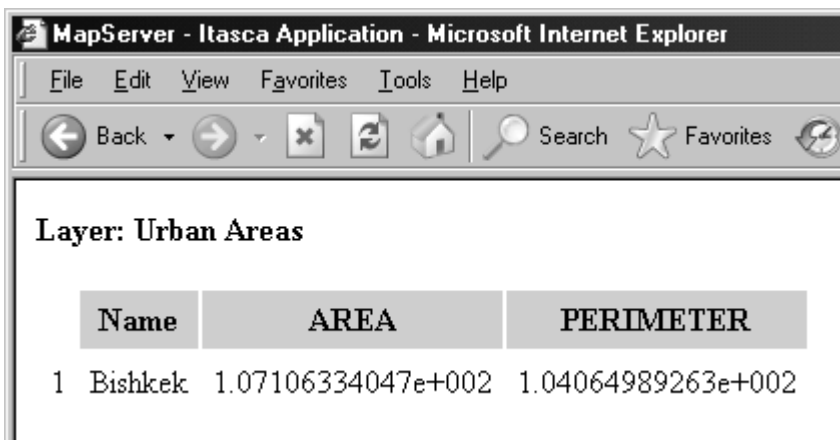 MapServer - Itasca Application - Microsoft Internet Explorer
File Edit View Favorites Tools Help
Back Search Favorites
Layer: Urban Areas
Name AREA PERIMETER
1 Bishkek 1.07106334047e+002 1.04064989263e+002